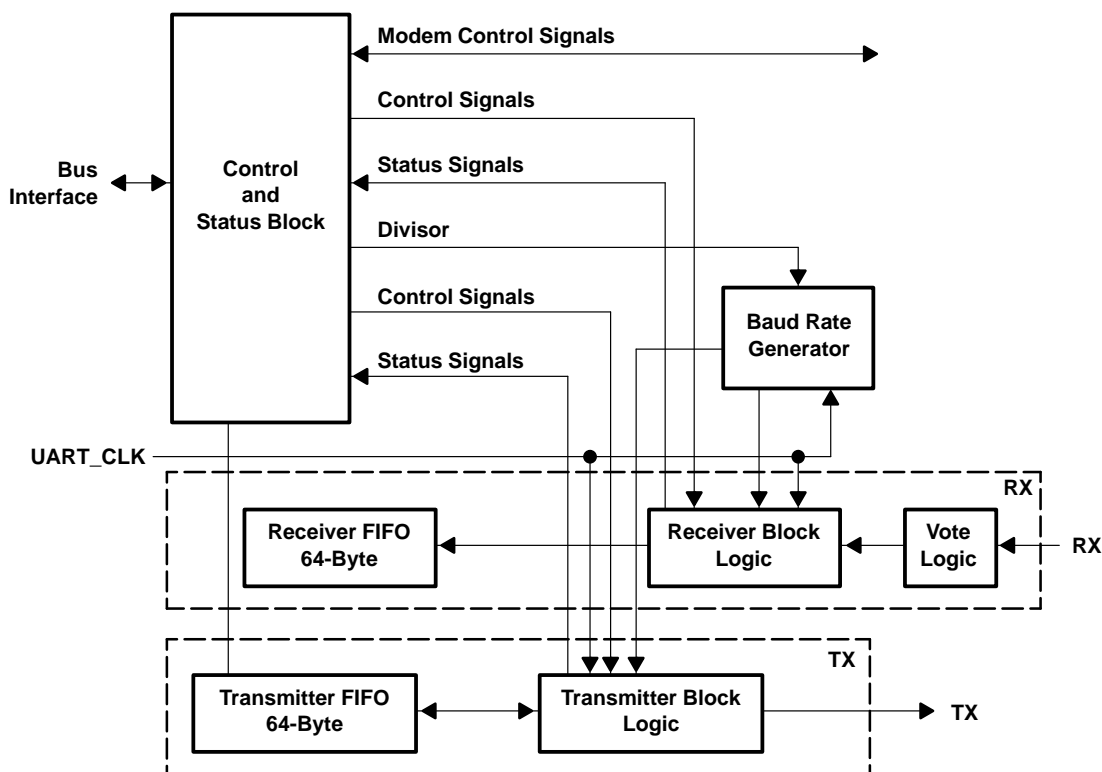 Modem Control Signals
Control Signals
Bus
Interface
Control
and
Status Block
Status Signals
Divisor
Control Signals
Baud Rate
Generator
Status Signals
UART_CLK
RX
Receiver FIFO
64-Byte
Receiver Block
Logic
Vote
Logic
RX
TX
Transmitter FIFO
64-Byte
Transmitter Block
Logic
TX